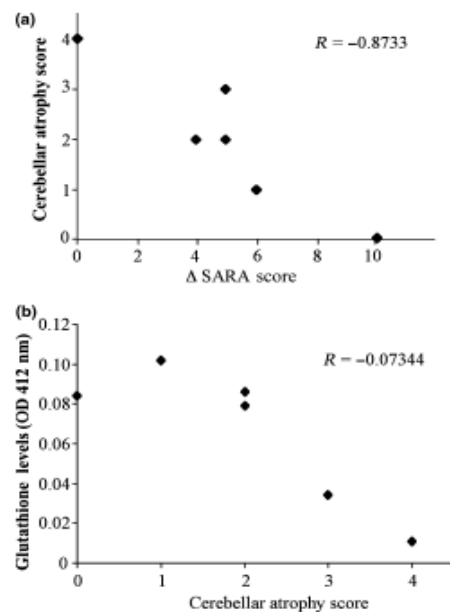 (a)
R = −0.8733
Cerebellar atrophy score
4
3
2
1
0
0 2 4 6 8 10
Δ SARA score
(b)
R = −0.07344
Glutathione levels (OD 412 nm)
0.12
0.10
0.08
0.06
0.04
0.02
0
0 1 2 3 4
Cerebellar atrophy score